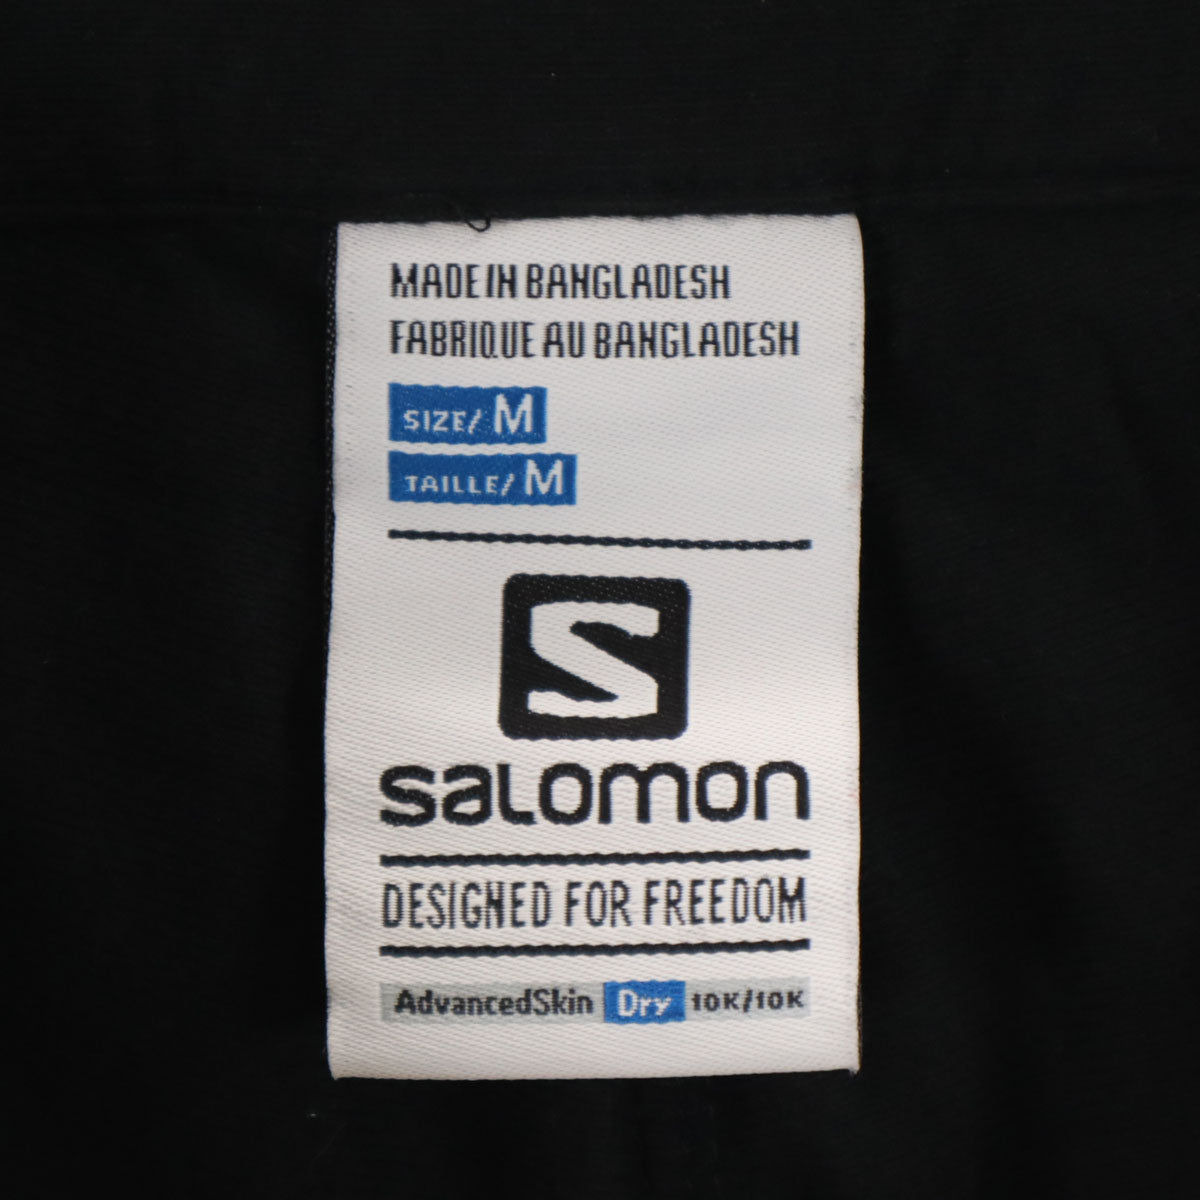 MADE IN BANGLADESH
FABRIQUE AU BANGLADESH
SIZE/ M
TAILLE/ M
S
SALOMON
DESIGNED FOR FREEDOM
AdvancedSkin Dry 10K/10K